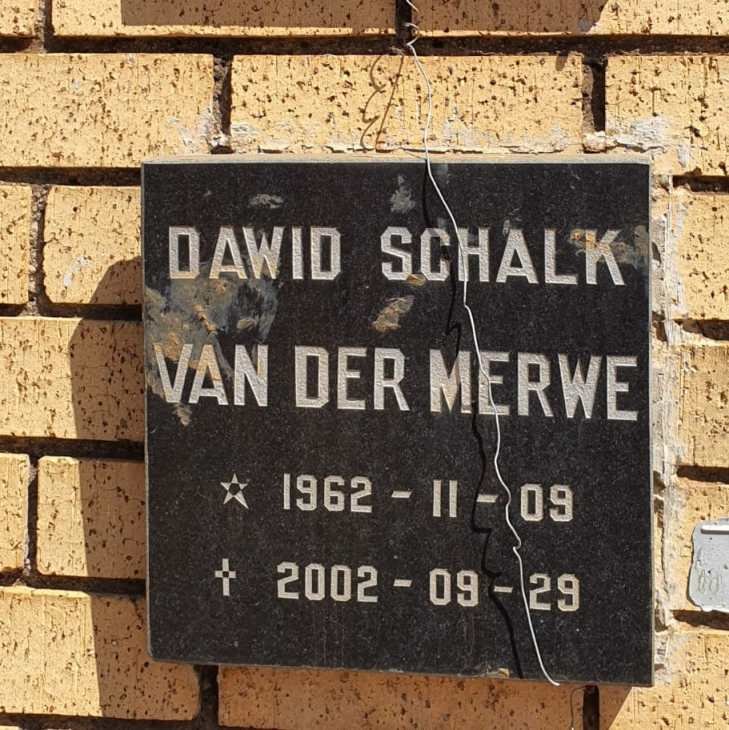 DAWID SCHALK
VAN DER MERWE
☆ 1962 - 11 - 09
✝ 2002 - 09 - 29